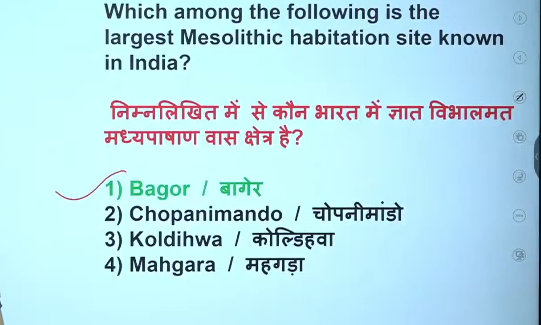 Which among the following is the
largest Mesolithic habitation site known
in India?
निम्नलिखित में से कौन भारत में ज्ञात विभालमत
मध्यपाषाण वास क्षेत्र है?
1) Bagor / बागेर
2) Chopanimando / चोपनीमांडो
3) Koldihwa / कोल्डिहवा
4) Mahgara / महगड़ा